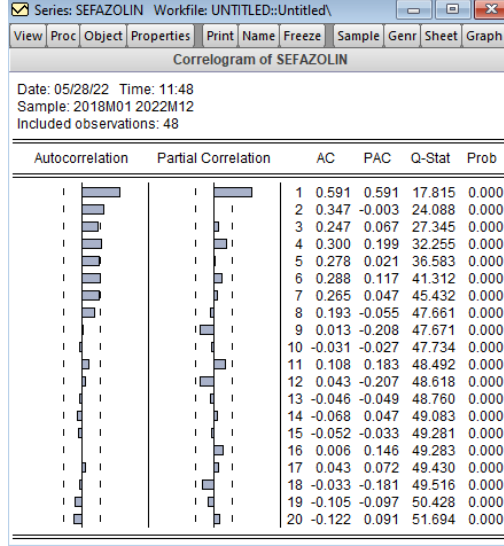 Series: SEFAZOLIN Workfile: UNTITLED::Untitled\
View Proc Object Properties Print Name Freeze Sample Genr Sheet Graph
Correlogram of SEFAZOLIN
Date: 05/28/22 Time: 11:48
Sample: 2018M01 2022M12
Included observations: 48
Autocorrelation Partial Correlation AC PAC Q-Stat Prob
1 0.591 0.591 17.815 0.000
2 0.347 -0.003 24.088 0.000
3 0.247 0.067 27.345 0.000
4 0.300 0.199 32.255 0.000
5 0.278 0.021 36.583 0.000
6 0.288 0.117 41.312 0.000
7 0.265 0.047 45.432 0.000
8 0.193 -0.055 47.661 0.000
9 0.013 -0.208 47.671 0.000
10 -0.031 -0.027 47.734 0.000
11 0.108 0.183 48.492 0.000
12 0.043 -0.207 48.618 0.000
13 -0.046 -0.049 48.760 0.000
14 -0.068 0.047 49.083 0.000
15 -0.052 -0.033 49.281 0.000
16 0.006 0.146 49.283 0.000
17 0.043 0.072 49.430 0.000
18 -0.033 -0.181 49.516 0.000
19 -0.105 -0.097 50.428 0.000
20 -0.122 0.091 51.694 0.000